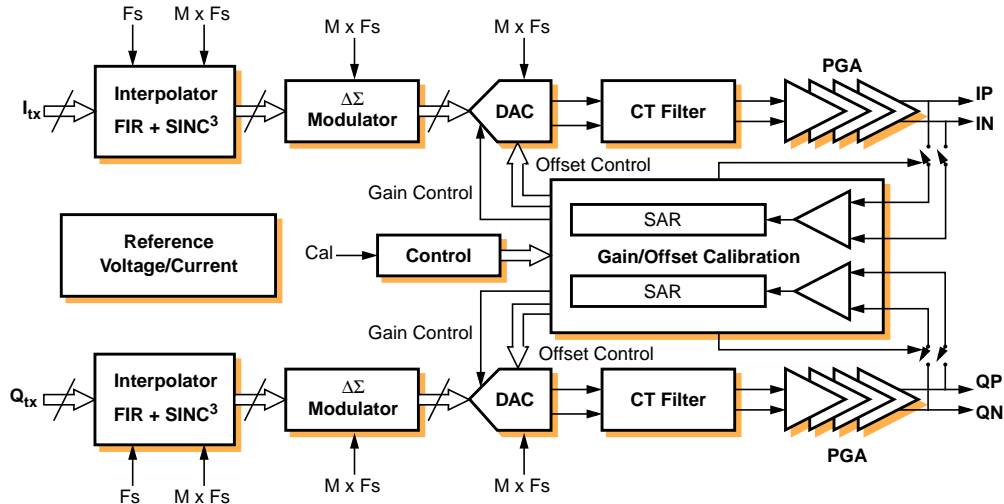 Fs
M x Fs
M x Fs
M x Fs
I_tx
Interpolator
FIR + SINC³
ΔΣ
Modulator
DAC
CT Filter
PGA
IP
IN
Offset Control
Gain Control
Reference
Voltage/Current
Cal
Control
SAR
Gain/Offset Calibration
SAR
Gain Control
Offset Control
Q_tx
Interpolator
FIR + SINC³
ΔΣ
Modulator
DAC
CT Filter
PGA
QP
QN
Fs
M x Fs
M x Fs
M x Fs